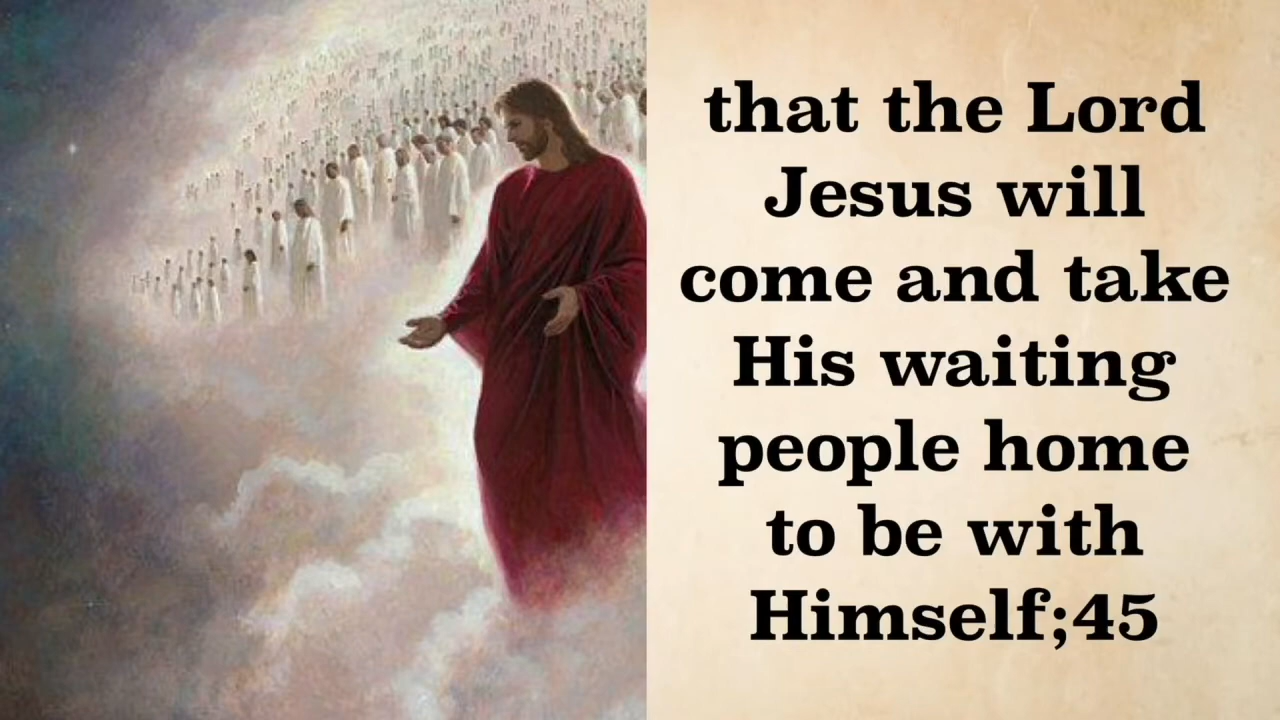 that the Lord
Jesus will
come and take
His waiting
people home
to be with
Himself;45